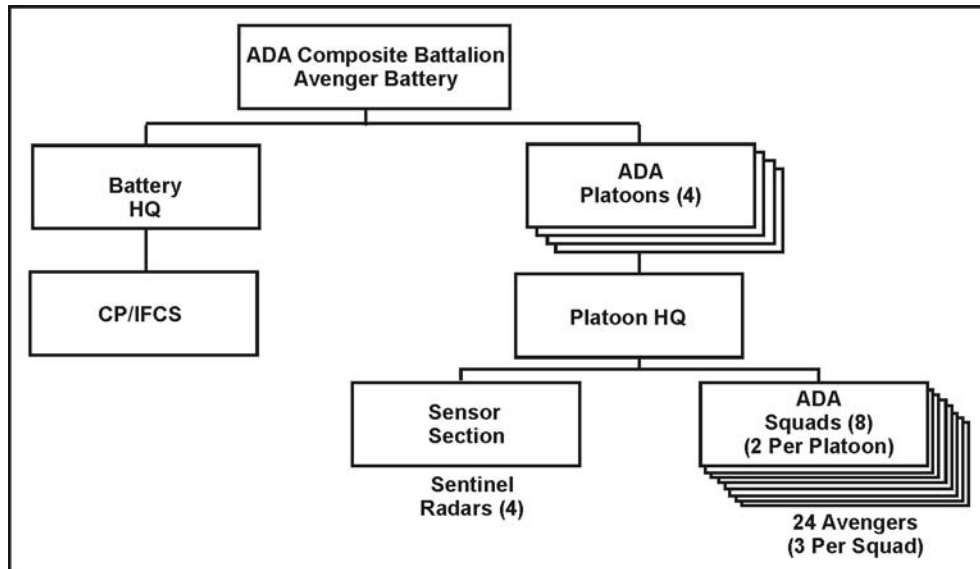 ADA Composite Battalion
Avenger Battery
Battery
HQ
ADA
Platoons (4)
CP/IFCS
Platoon HQ
Sensor
Section
ADA
Squads (8)
(2 Per Platoon)
Sentinel
Radars (4)
24 Avengers
(3 Per Squad)